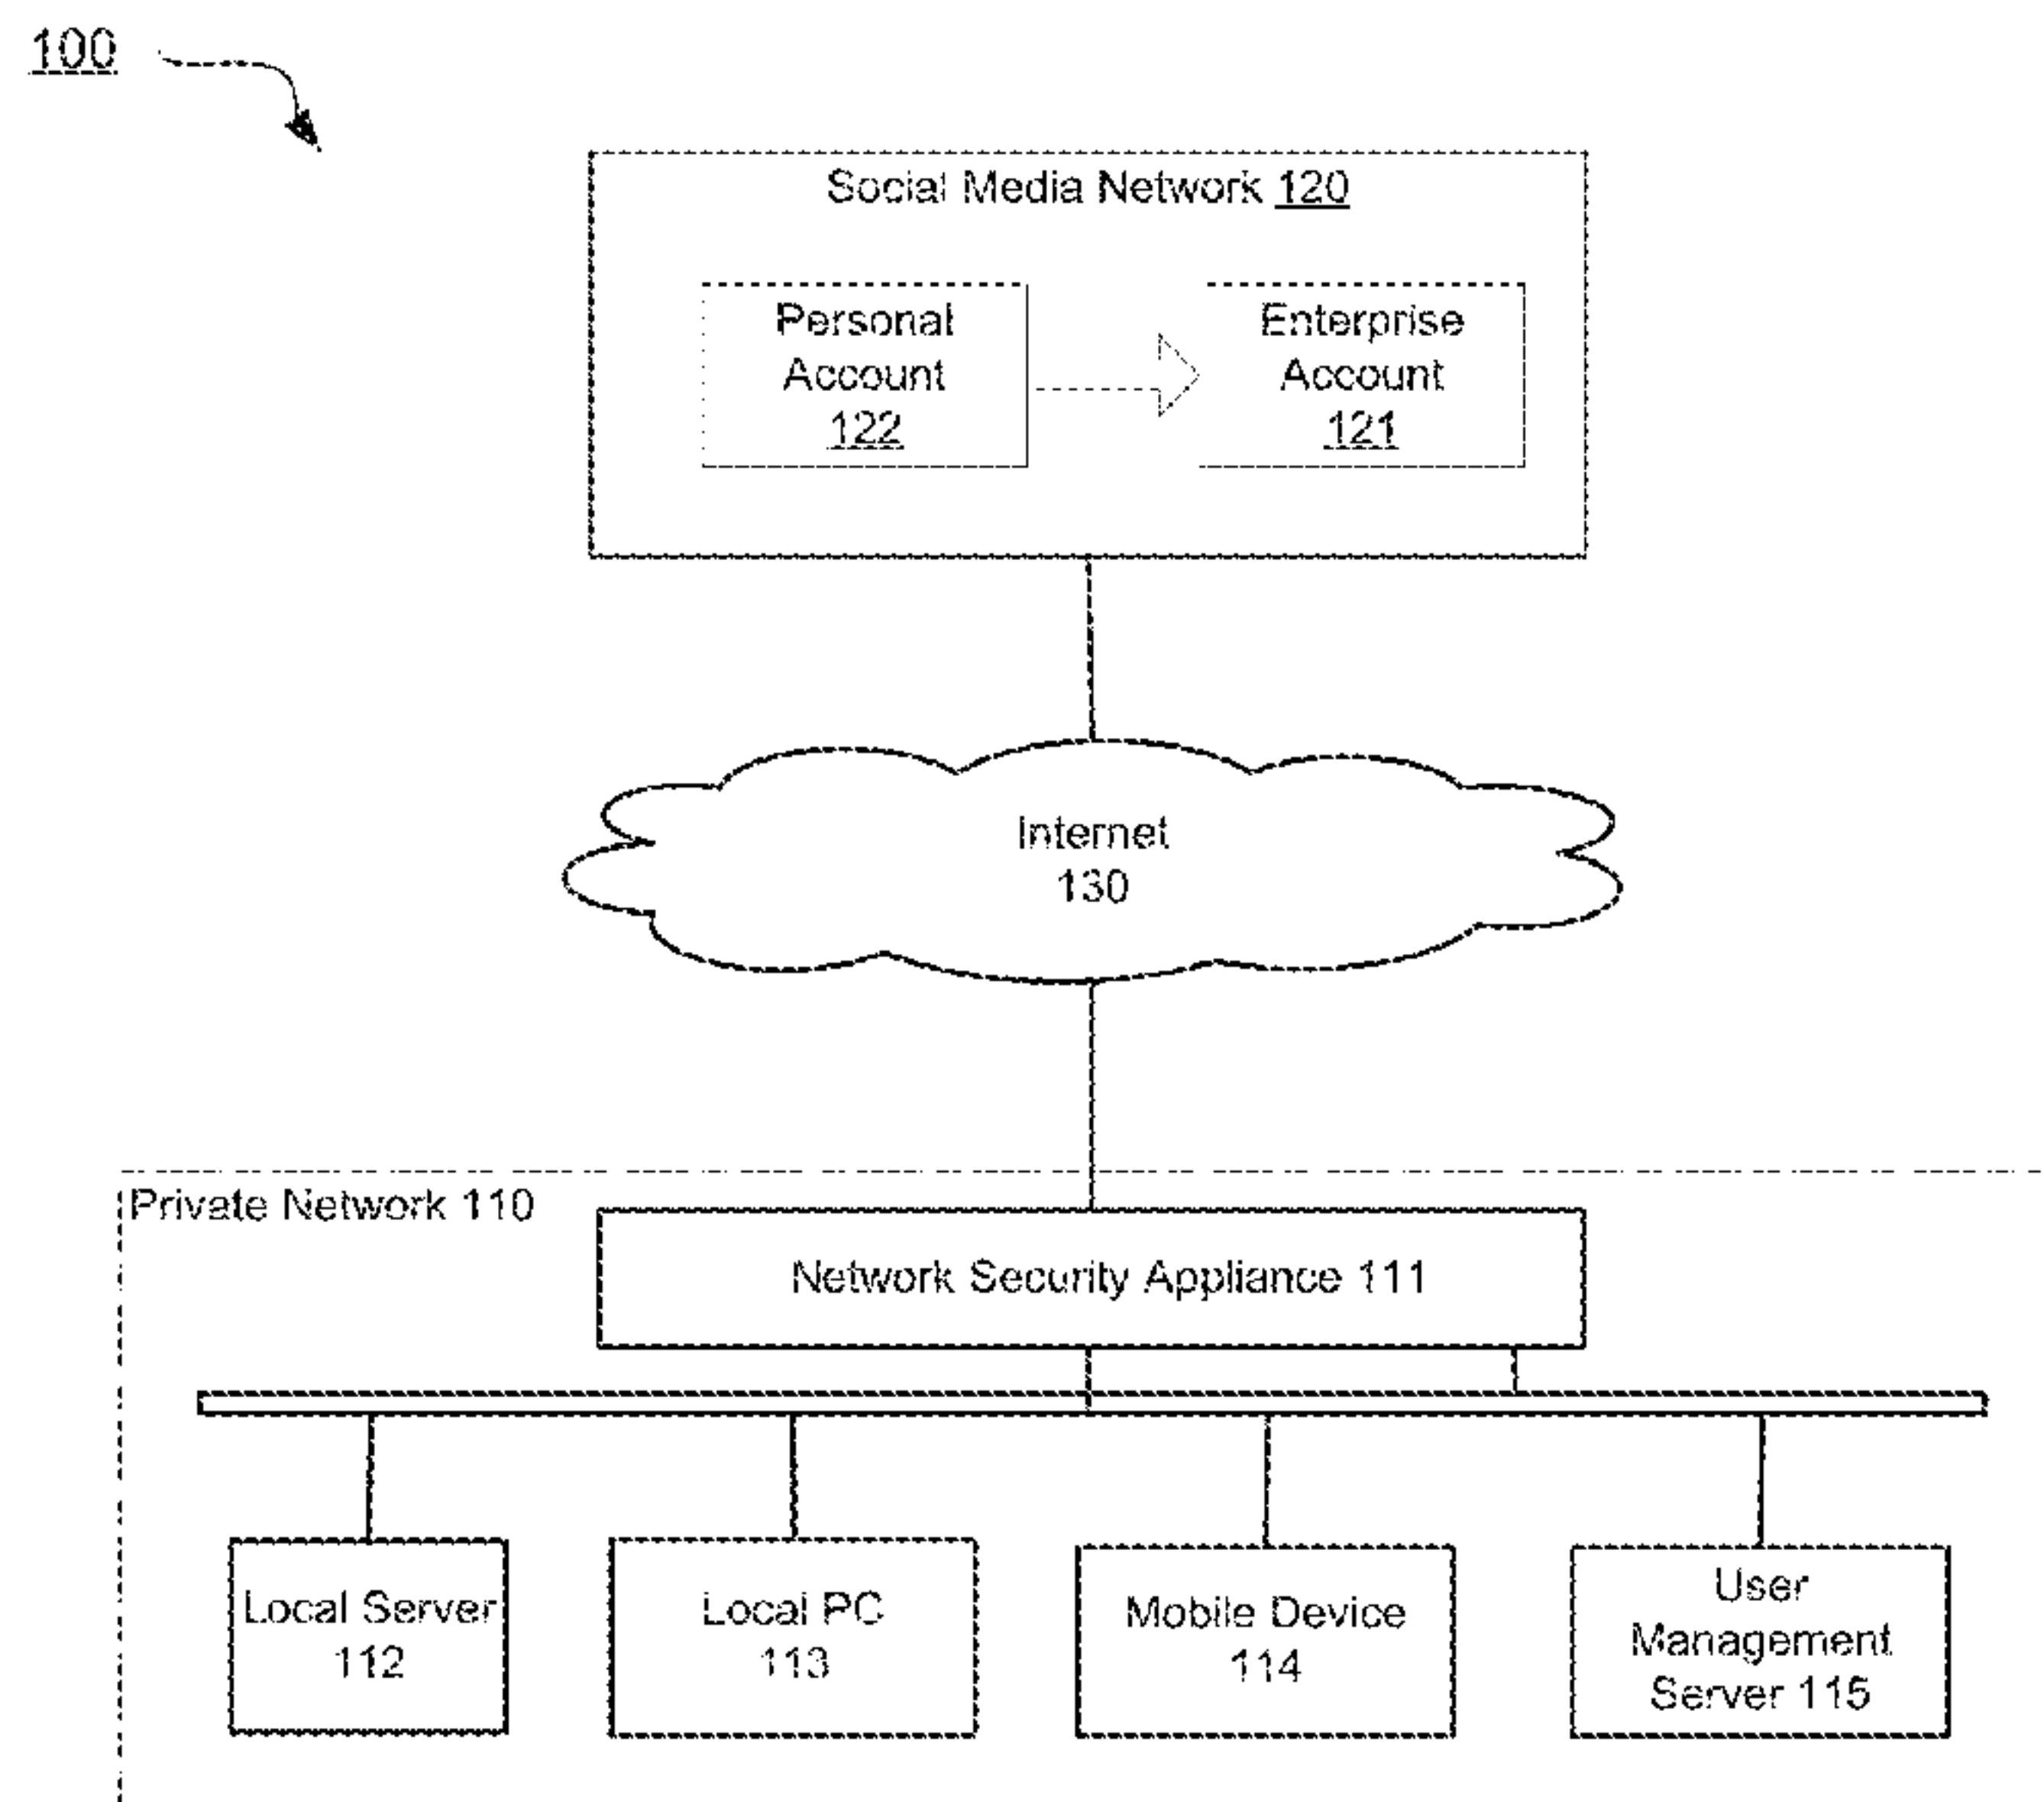 100
Social Media Network 120
Personal
Account
122
Enterprise
Account
121
Internet
130
Private Network 110
Network Security Appliance 111
Local Server
112
Local PC
113
Mobile Device
114
User
Management
Server 115